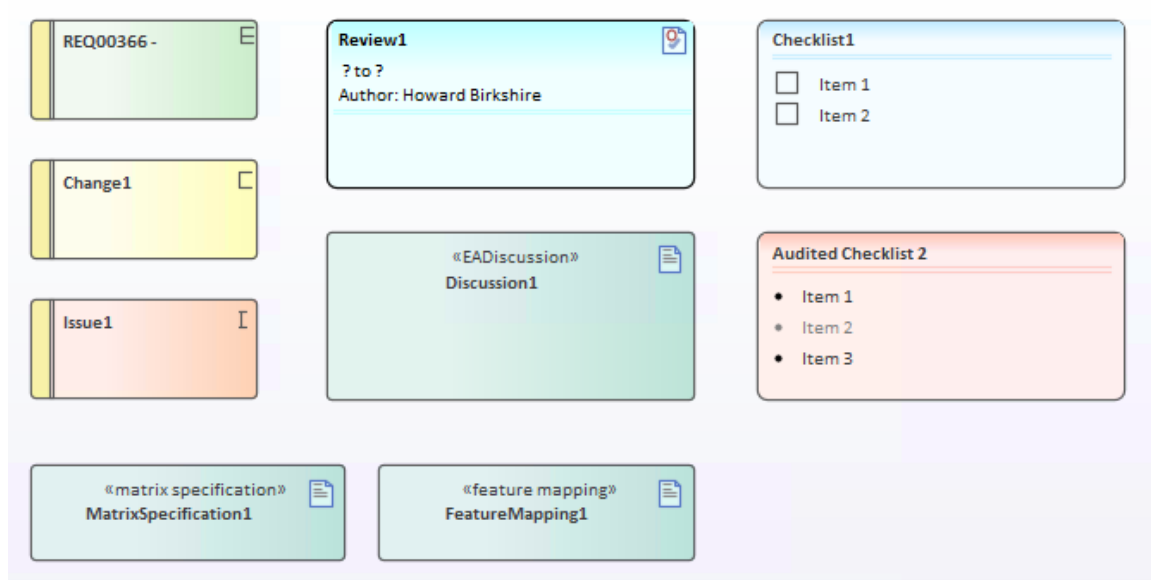 REQ00366 -
Review1
? to ?
Author: Howard Birkshire
Checklist1
Item 1
Item 2
Change1
«EADiscussion»
Discussion1
Audited Checklist 2
Item 1
Item 2
Item 3
Issue1
«matrix specification»
MatrixSpecification1
«feature mapping»
FeatureMapping1